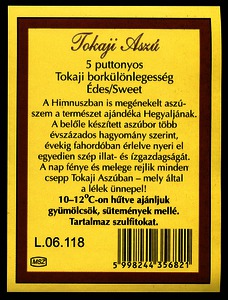 Tokaji Aszú
5 puttonyos
Tokaji borkülönlegesség
Édes/Sweet
A Himnuszban is megénekelt aszú-
szem a természet ajándéka Hegyaljának.
A belőle készített aszúbor több
évszázados hagyomány szerint,
évekig fahordóban érlelve nyeri el
egyedien szép illat- és ízgazdagságát.
A nap fénye és melege rejlik minden
csepp Tokaji Aszúban – mely által
a lélek ünnepel!
10–12°C-on hűtve ajánljuk
gyümölcsök, sütemények mellé.
Tartalmaz szulfitokat.
L.06.118
MSZ
5 998244 356821